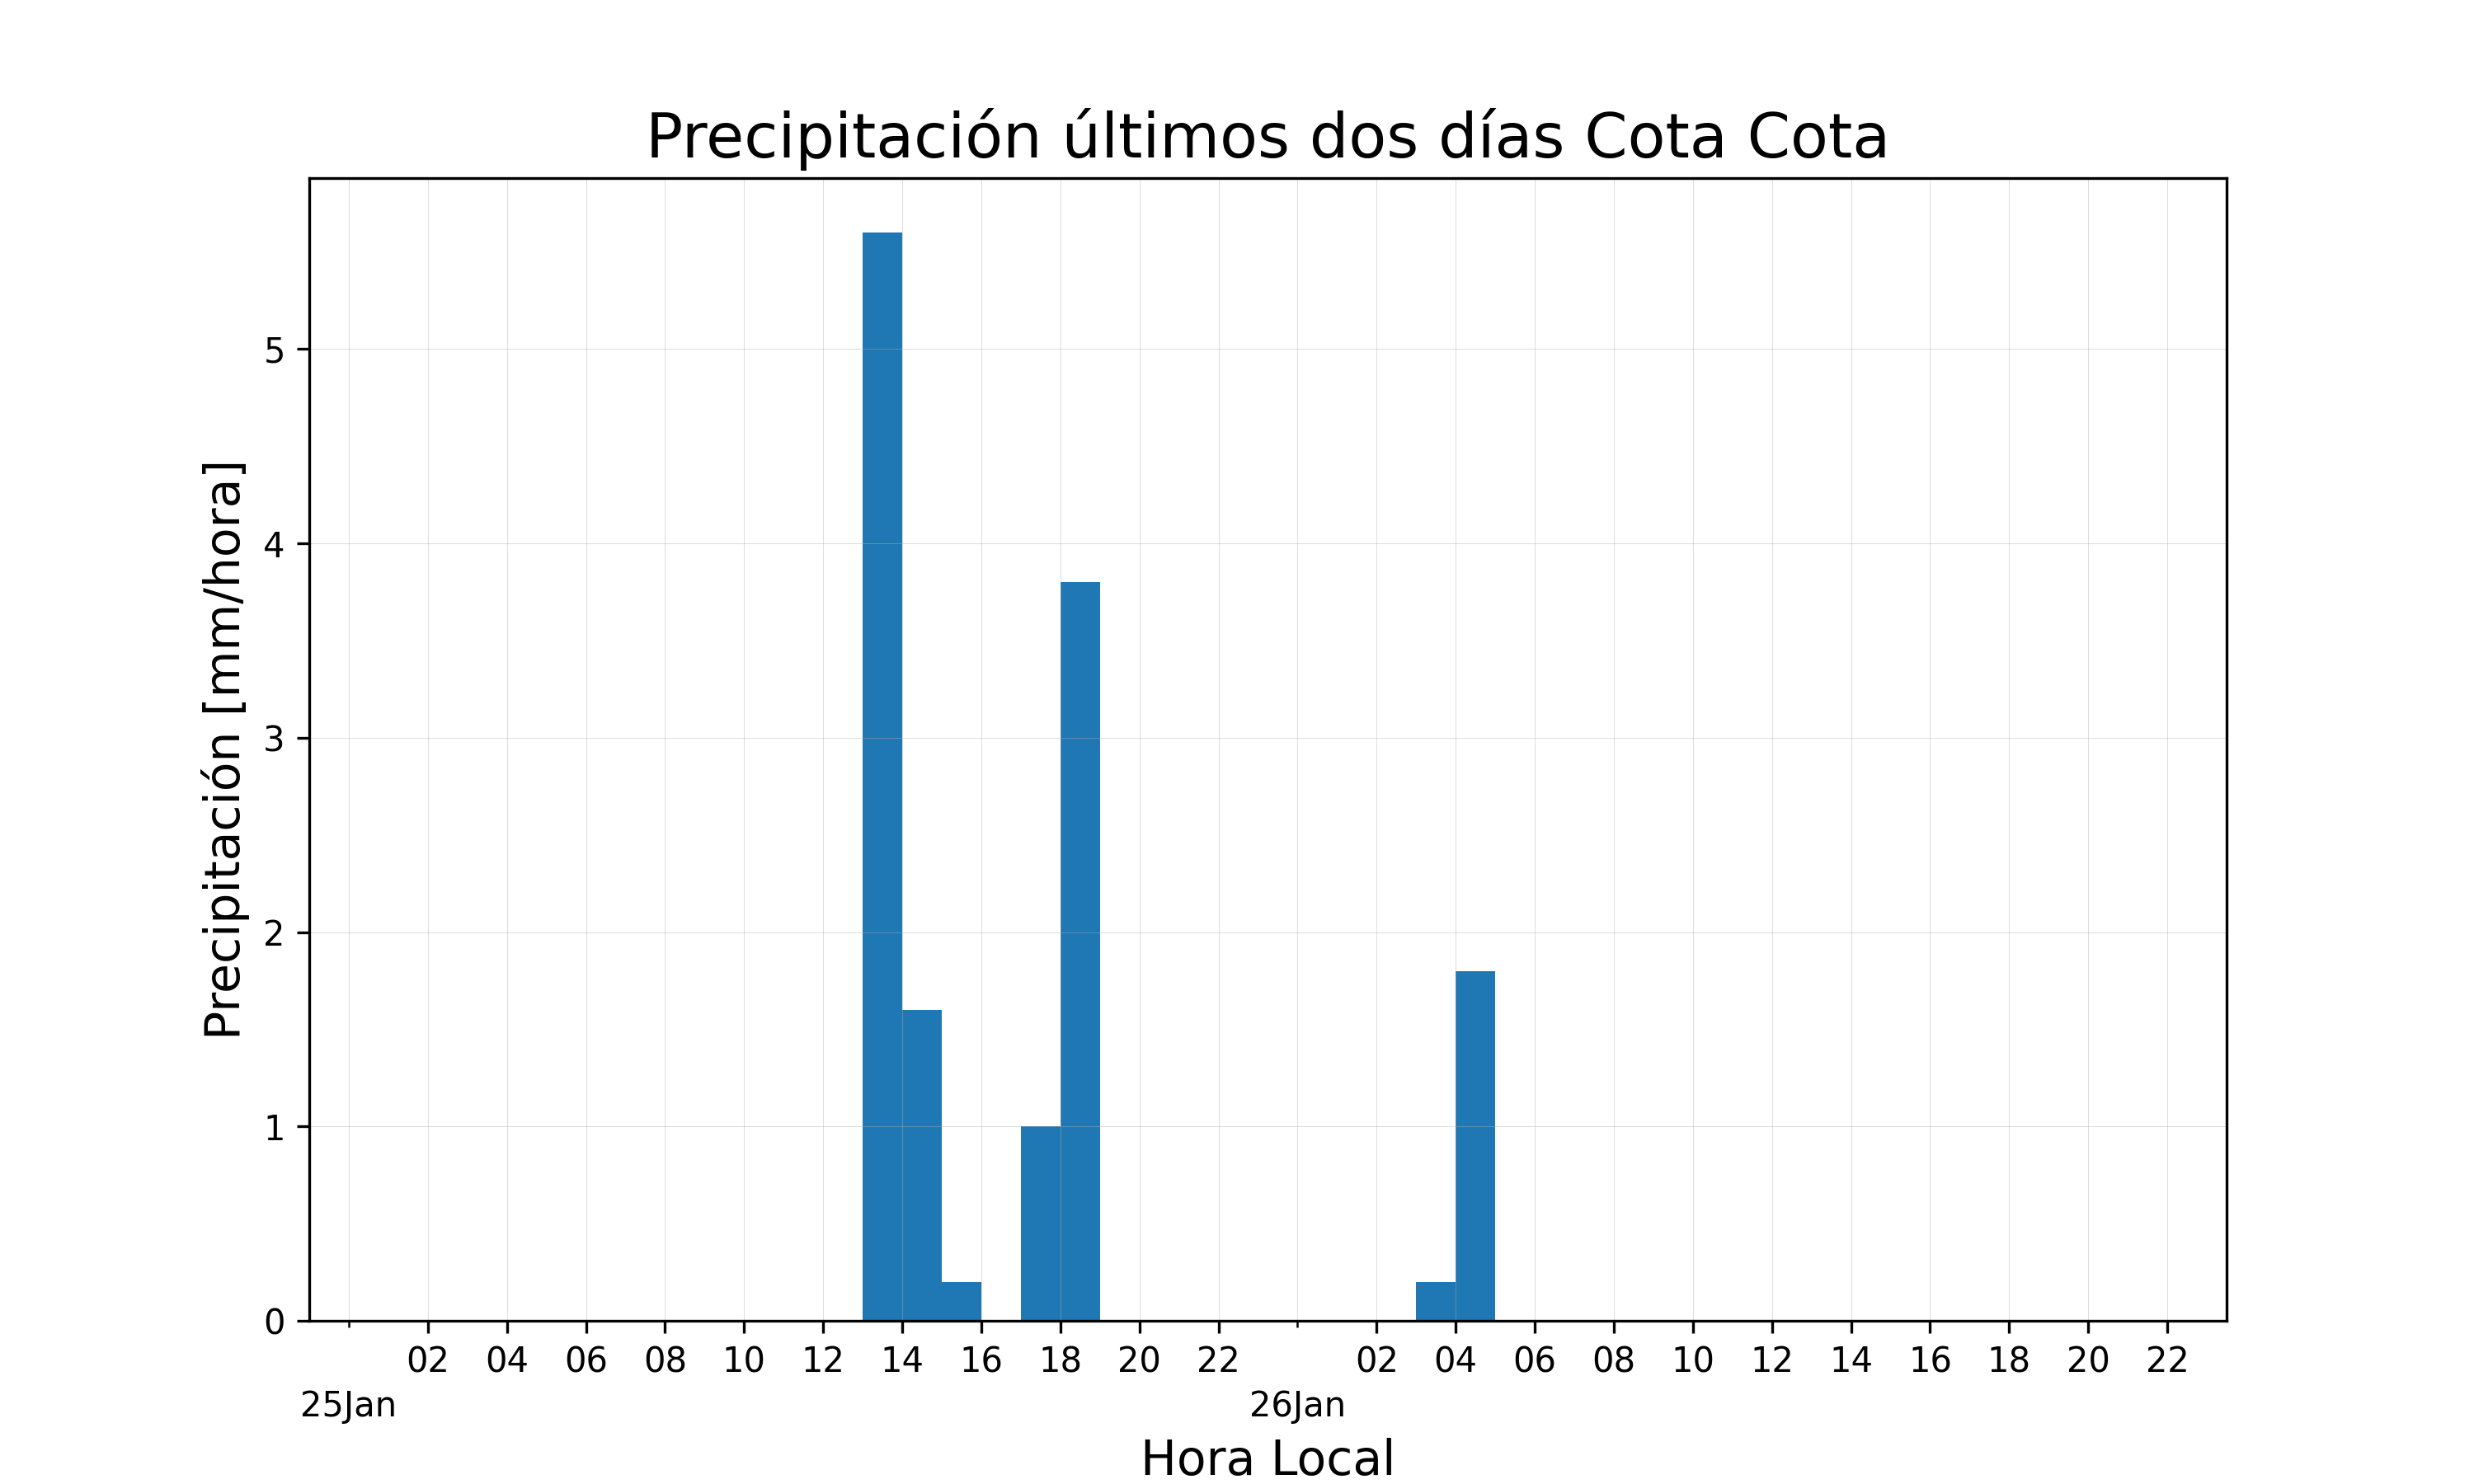 Precipitación últimos dos días Cota Cota
Precipitación [mm/hora]
5
4
3
2
1
0
02 04 06 08 10 12 14 16 18 20 22 02 04 06 08 10 12 14 16 18 20 22
25Jan 26Jan
Hora Local